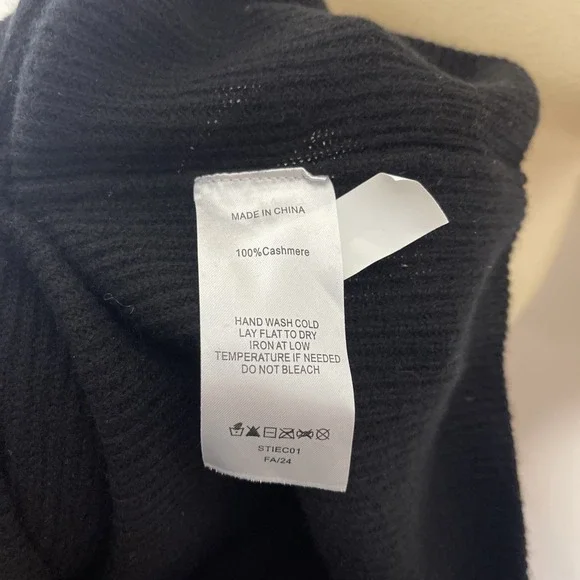 MADE IN CHINA
100%Cashmere
HAND WASH COLD
LAY FLAT TO DRY
IRON AT LOW
TEMPERATURE IF NEEDED
DO NOT BLEACH
STIEC01
FA/24